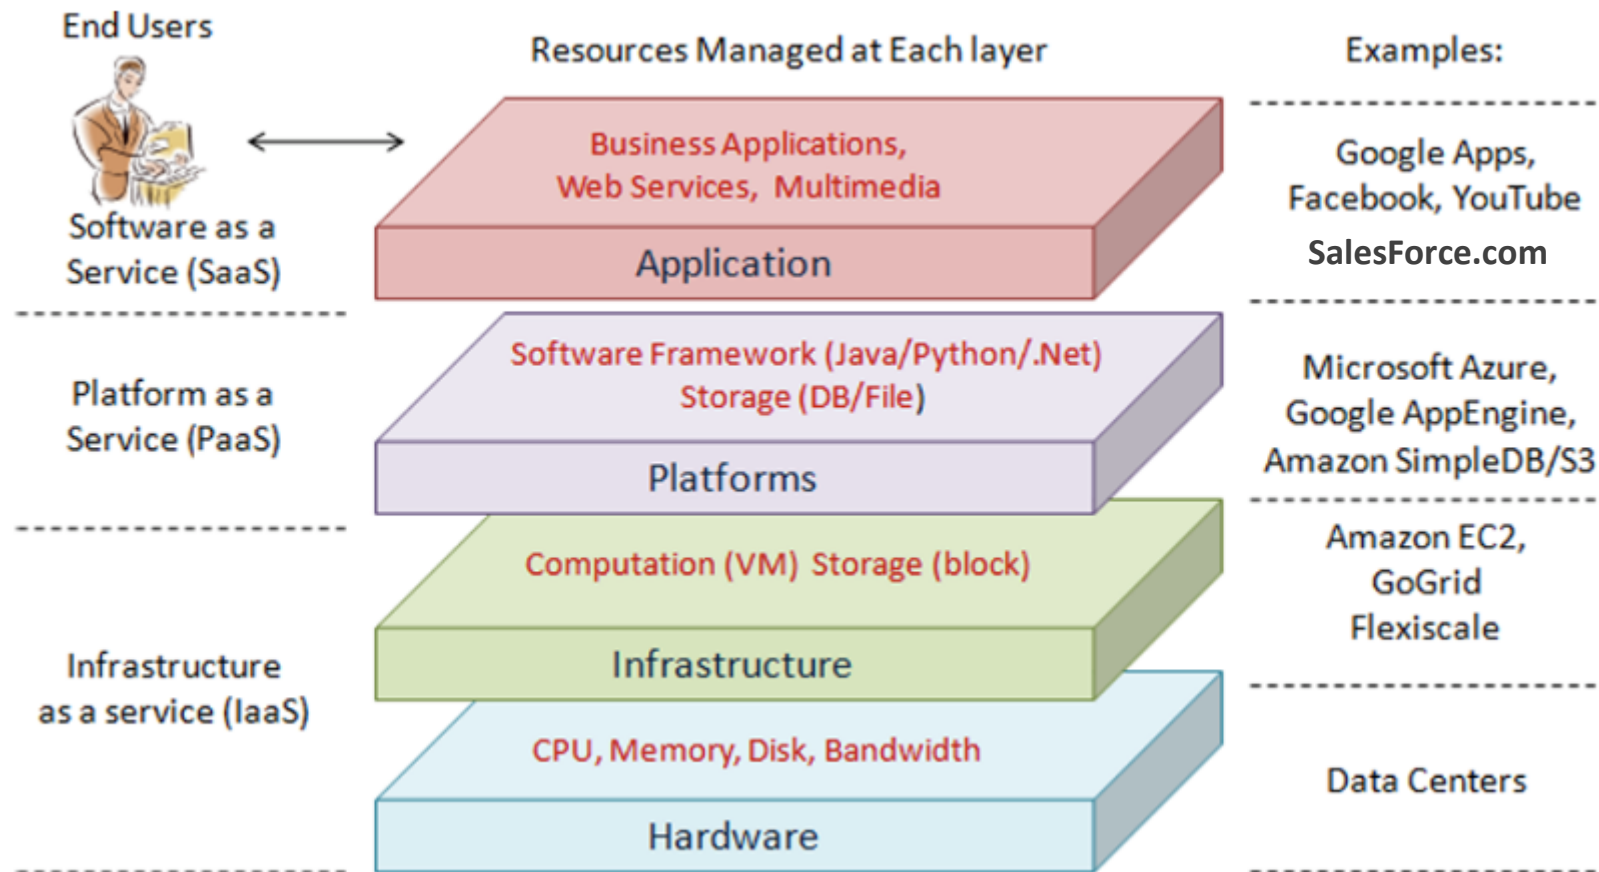 End Users
Resources Managed at Each layer
Examples:
Business Applications,
Web Services, Multimedia
Application
Software as a
Service (SaaS)
Google Apps,
Facebook, YouTube
SalesForce.com
Software Framework (Java/Python/.Net)
Storage (DB/File)
Platforms
Platform as a
Service (PaaS)
Microsoft Azure,
Google AppEngine,
Amazon SimpleDB/S3
Computation (VM) Storage (block)
Infrastructure
Amazon EC2,
GoGrid
Flexiscale
Infrastructure
as a service (IaaS)
CPU, Memory, Disk, Bandwidth
Hardware
Data Centers